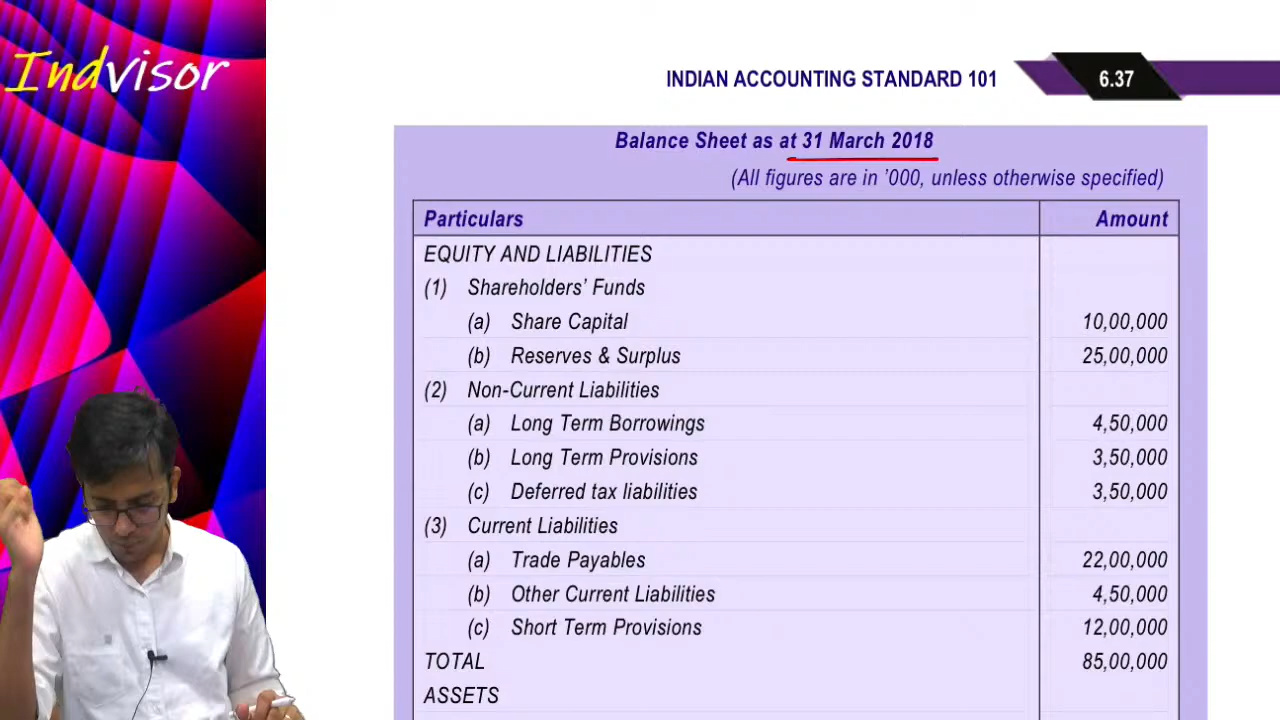 Indvisor
INDIAN ACCOUNTING STANDARD 101 6.37
Balance Sheet as at 31 March 2018
(All figures are in ’000, unless otherwise specified)
Particulars Amount
EQUITY AND LIABILITIES
(1) Shareholders’ Funds
(a) Share Capital 10,00,000
(b) Reserves & Surplus 25,00,000
(2) Non-Current Liabilities
(a) Long Term Borrowings 4,50,000
(b) Long Term Provisions 3,50,000
(c) Deferred tax liabilities 3,50,000
(3) Current Liabilities
(a) Trade Payables 22,00,000
(b) Other Current Liabilities 4,50,000
(c) Short Term Provisions 12,00,000
TOTAL 85,00,000
ASSETS